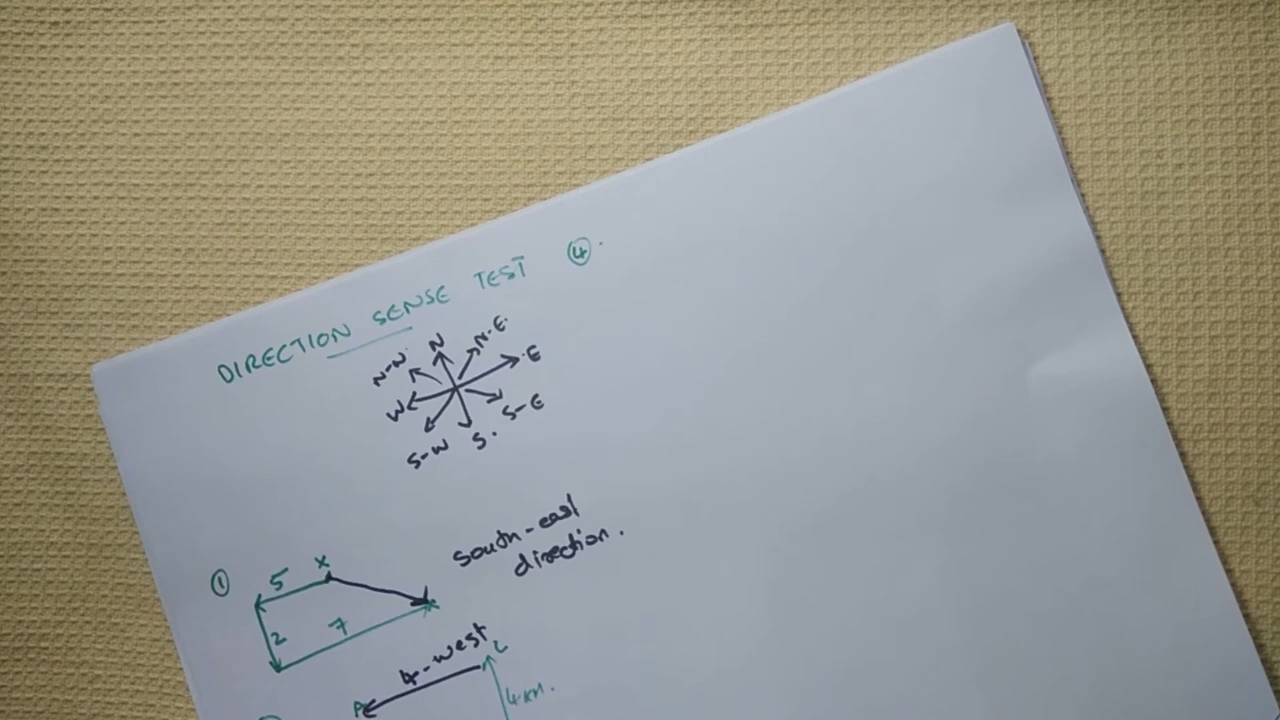 DIRECTION SENSE TEST ④.
N-W N N.E.
W E
S-W S. S-E
① 5 X
2 7
south-east
direction.
4-west
4km.